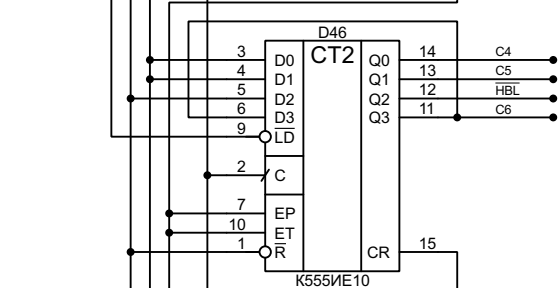 D46
CT2
3 D0 Q0 14 C4
4 D1 Q1 13 C5
5 D2 Q2 12 HBL
6 D3 Q3 11 C6
9 LD
2 C
7 EP
10 ET
1 R CR 15
К555ИЕ10